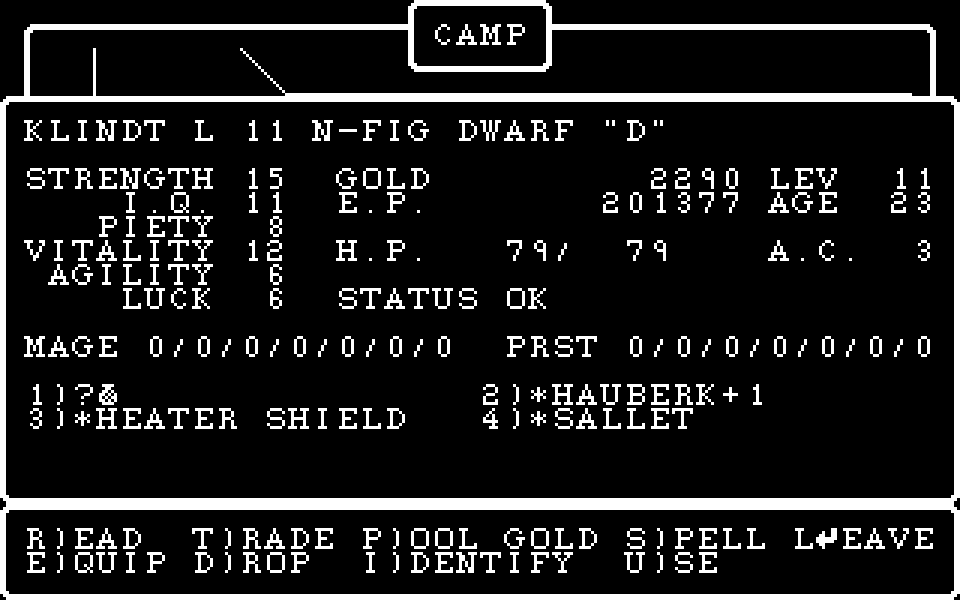 CAMP
KLINDT L 11 N-FIG DWARF "D"
STRENGTH 15 GOLD 2290 LEV 11
I.Q. 11 E.P. 201377 AGE 23
PIETY 8
VITALITY 12 H.P. 79/ 79 A.C. 3
AGILITY 6
LUCK 6 STATUS OK
MAGE 0/0/0/0/0/0/0 PRST 0/0/0/0/0/0/0
1)? 2)*HAUBERK+1
3)*HEATER SHIELD 4)*SALLET
R)EAD T)RADE P)OOL GOLD S)PELL L↵EAVE
E)QUIP D)ROP I)DENTIFY U)SE